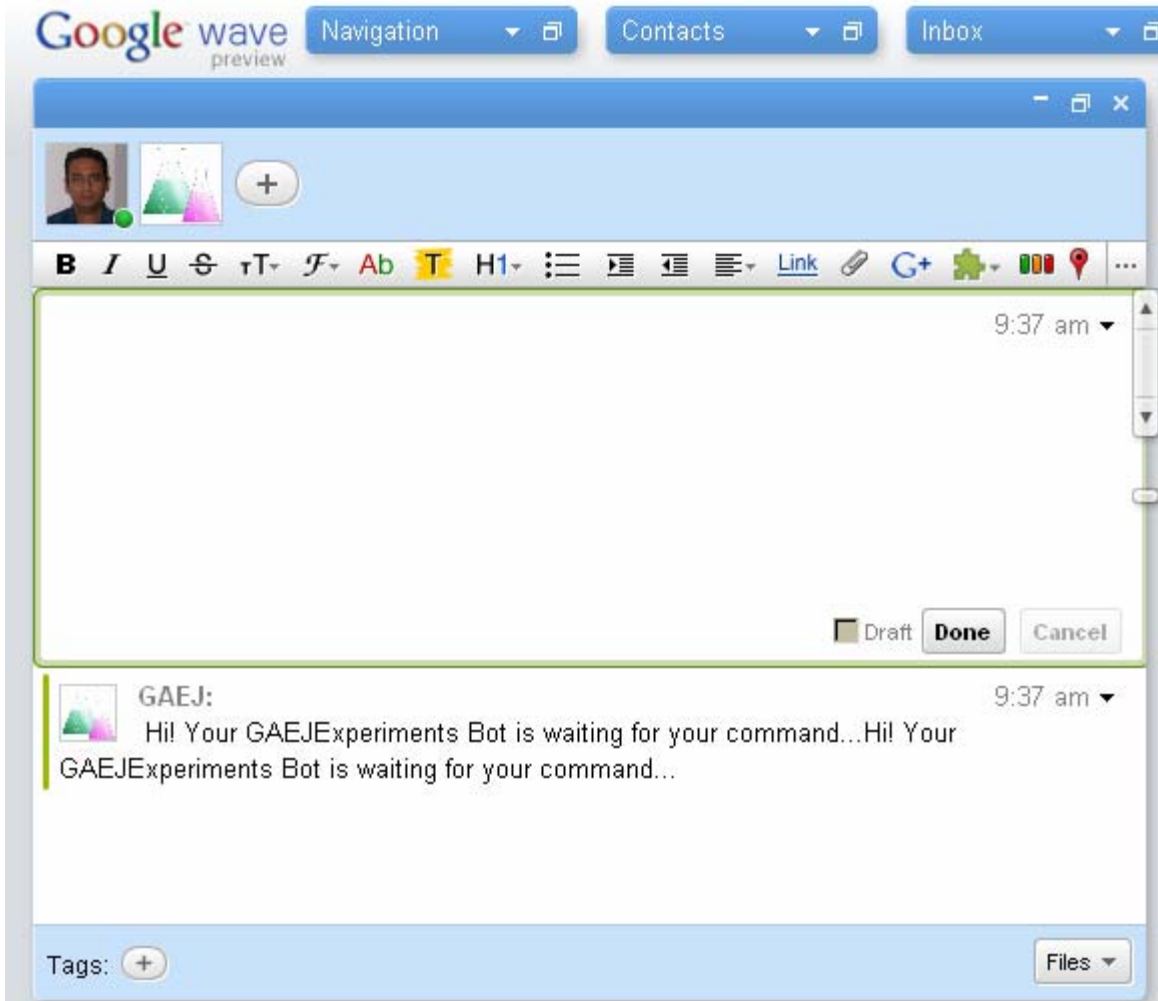 Google wave
preview
Navigation
Contacts
Inbox
B I U S TT F Ab T H1 Link G+ ...
9:37 am
Draft Done Cancel
GAEJ: 9:37 am
Hi! Your GAEJExperiments Bot is waiting for your command...Hi! Your
GAEJExperiments Bot is waiting for your command...
Tags: + Files